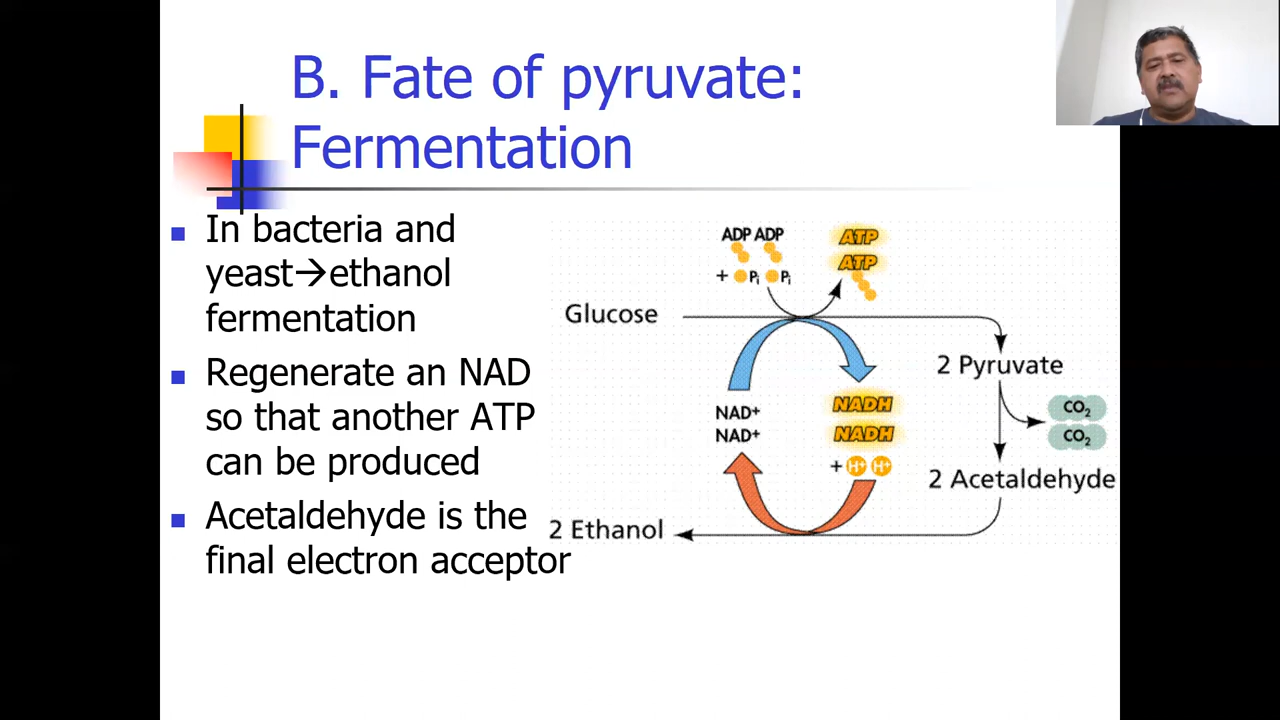 B. Fate of pyruvate:
Fermentation
In bacteria and
yeast→ethanol
fermentation
Regenerate an NAD
so that another ATP
can be produced
Acetaldehyde is the
final electron acceptor
ADP ADP
+ Pi Pi
ATP
ATP
Glucose
2 Pyruvate
CO2
CO2
NAD+
NAD+
NADH
NADH
+ H+ H+
2 Acetaldehyde
2 Ethanol